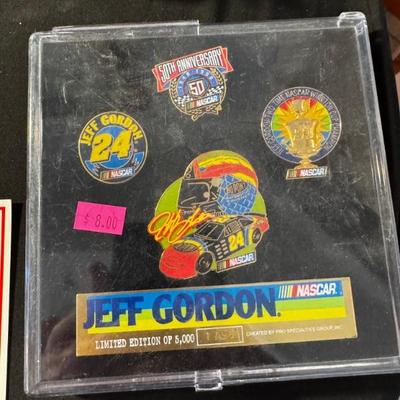 50TH ANNIVERSARY
50
NASCAR
JEFF GORDON
24
NASCAR
NASCAR
$ 8.00
24
JEFF GORDON.
NASCAR.
LIMITED EDITION OF 5,000
CREATED BY PRO SPECIALTIES GROUP, INC.